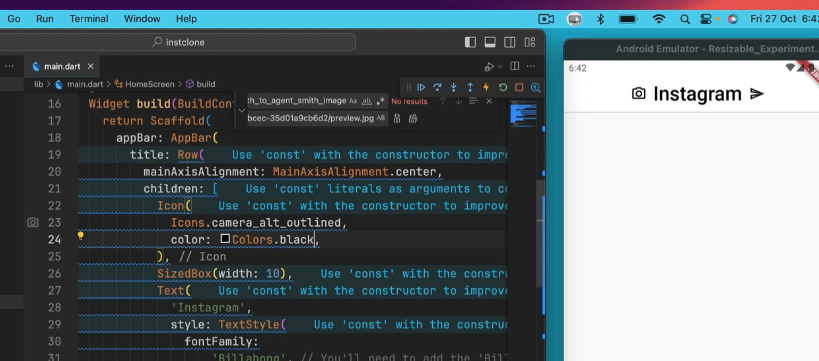 Go Run Terminal Window Help Fri 27 Oct 6:4
instclone
Android Emulator - Resizable_Experiment.
main.dart
lib > main.dart > HomeScreen > build
th_to_agent_smith_image Aa ab No results
bcec-35d01a9cb6d2/preview.jpg AB
6:42
Instagram
16 Widget build(BuildCon
17 return Scaffold(
18 appBar: AppBar(
19 title: Row( Use 'const' with the constructor to impro
20 mainAxisAlignment: MainAxisAlignment.center,
21 children: [ Use 'const' literals as arguments to co
22 Icon( Use 'const' with the constructor to improve
23 Icons.camera_alt_outlined,
24 color: Colors.black,
25 ), // Icon
26 SizedBox(width: 10), Use 'const' with the constru
27 Text( Use 'const' with the constructor to improve
28 'Instagram',
29 style: TextStyle( Use 'const' with the constru
30 fontFamily:
31 'Billabong', // You'll need to add the 'Bil